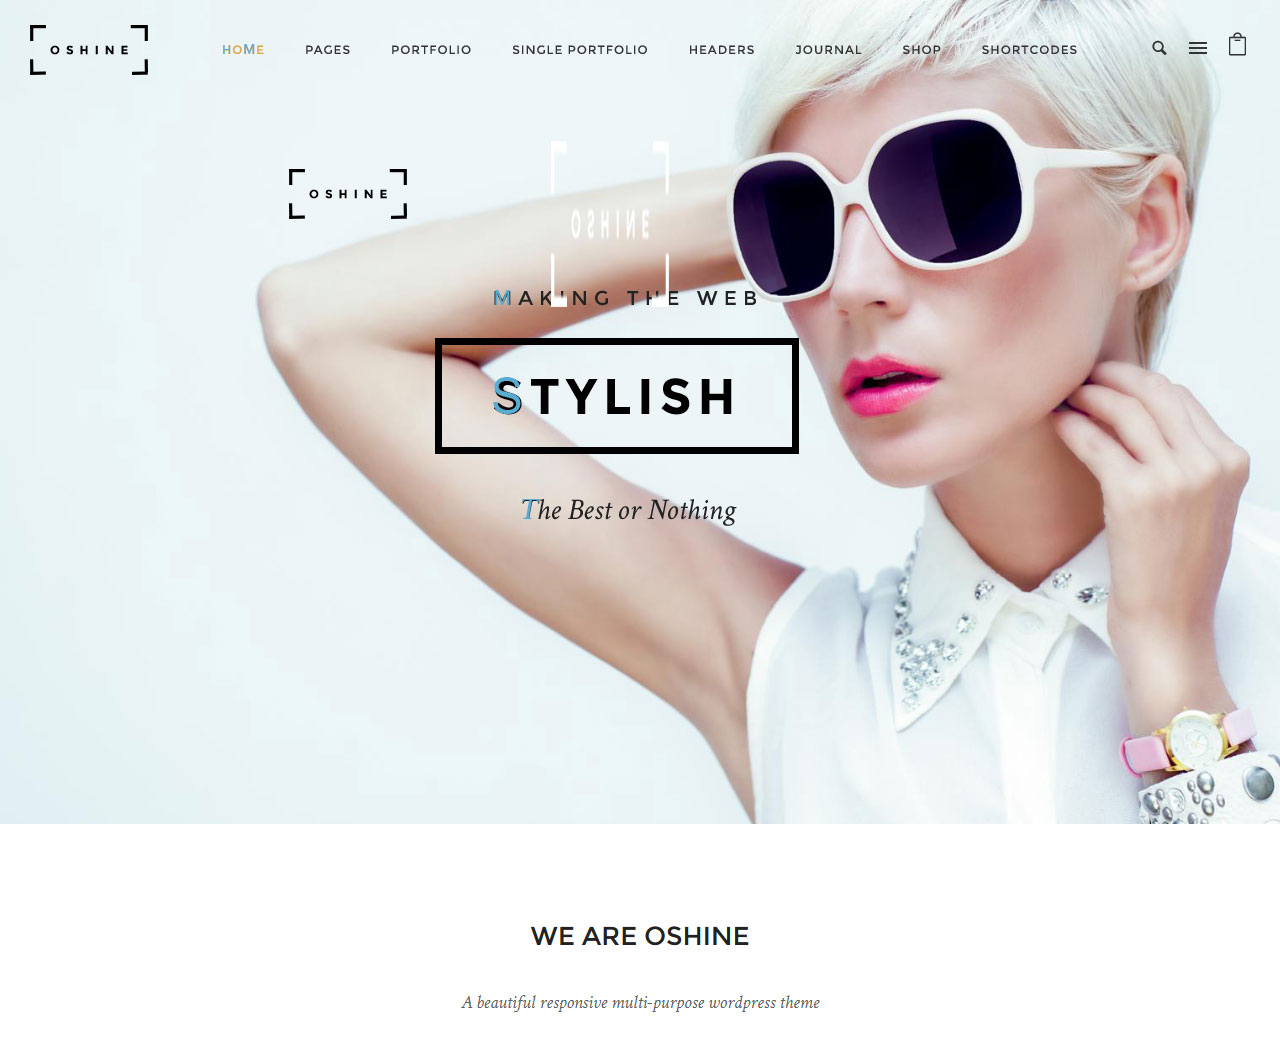 OSHINE
HOME PAGES PORTFOLIO SINGLE PORTFOLIO HEADERS JOURNAL SHOP SHORTCODES
OSHINE
OSHINE
MAKING THE WEB
STYLISH
The Best or Nothing
WE ARE OSHINE
A beautiful responsive multi-purpose wordpress theme